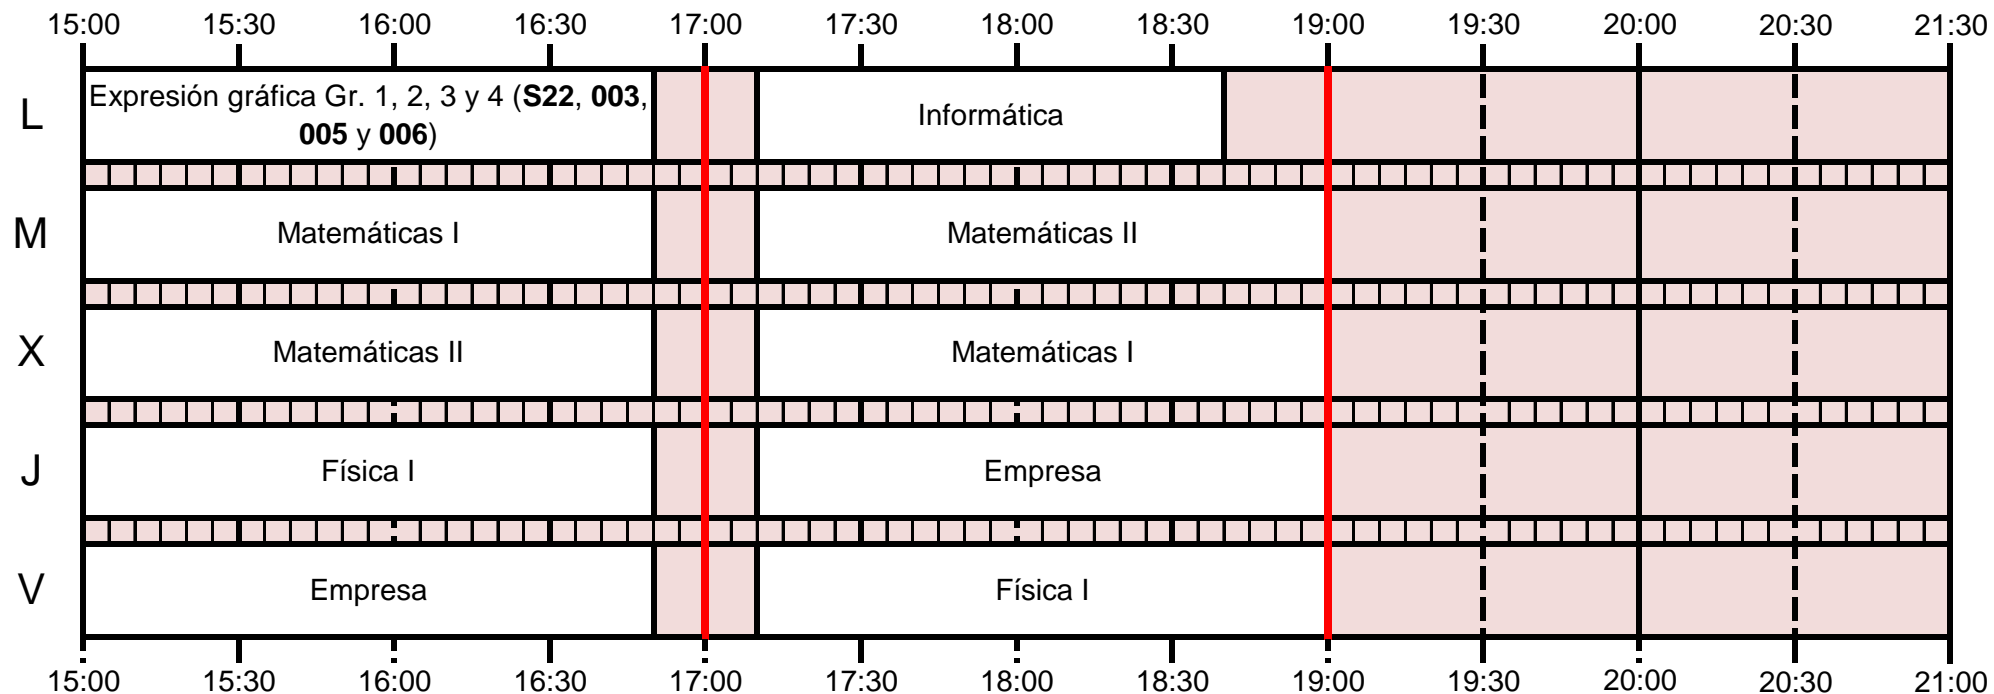 15:00 15:30 16:00 16:30 17:00 17:30 18:00 18:30 19:00 19:30 20:00 20:30 21:30
L
Expresión gráfica Gr. 1, 2, 3 y 4 (S22, 003,
005 y 006)
Informática
M
Matemáticas I
Matemáticas II
X
Matemáticas II
Matemáticas I
J
Física I
Empresa
V
Empresa
Física I
15:00 15:30 16:00 16:30 17:00 17:30 18:00 18:30 19:00 19:30 20:00 20:30 21:00